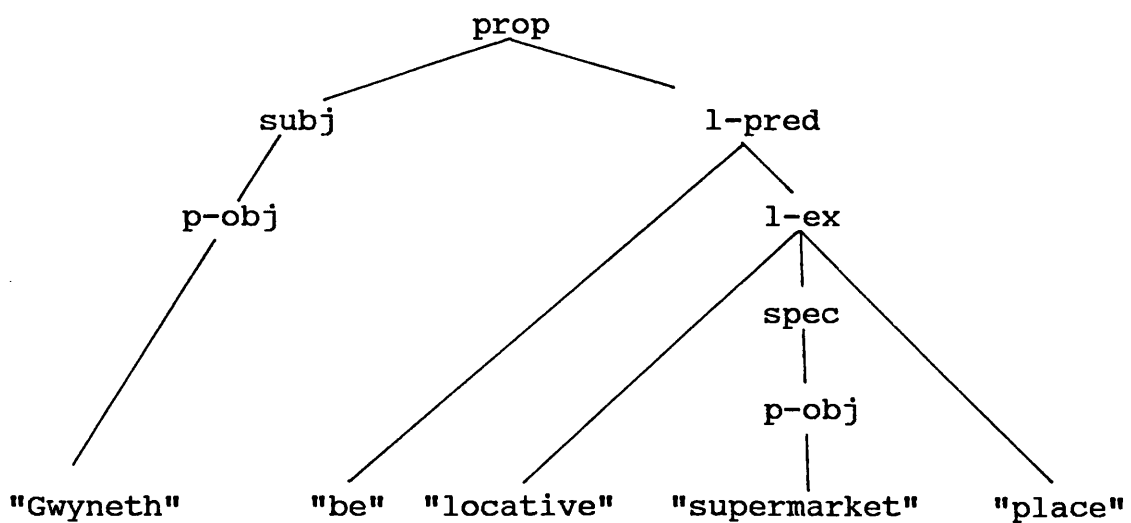 prop
subj l-pred
p-obj l-ex
spec
p-obj
"Gwyneth" "be" "locative" "supermarket" "place"